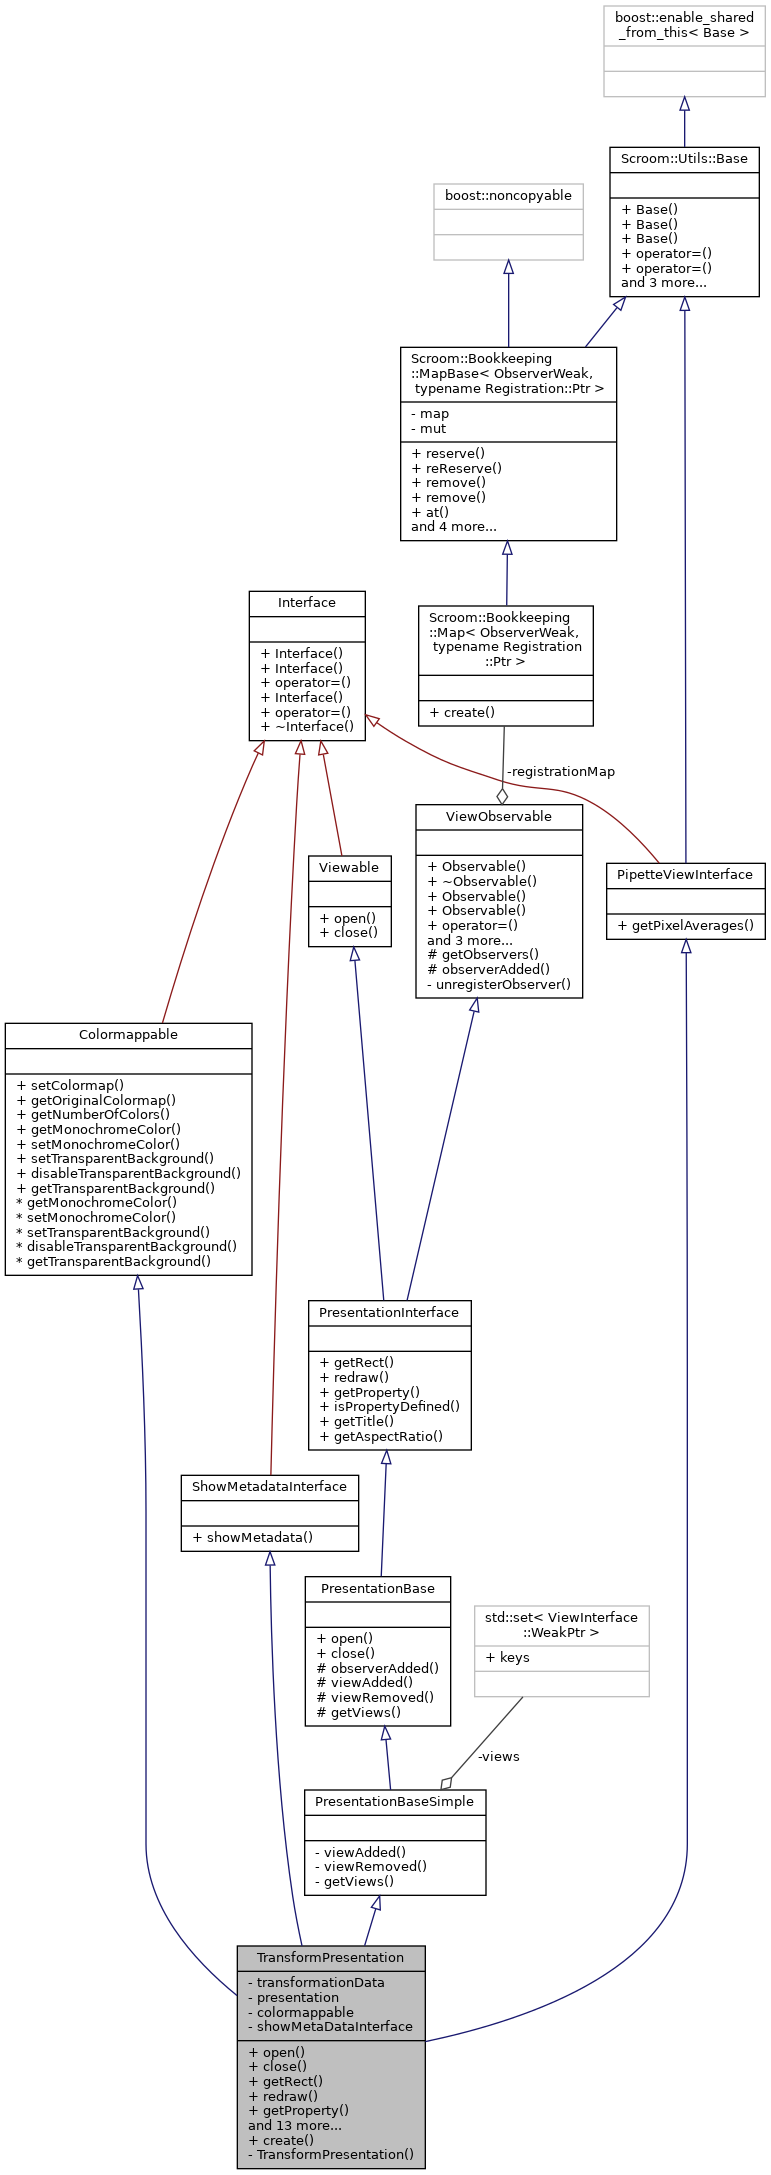 boost::enable_shared
_from_this< Base >
Scroom::Utils::Base
+ Base()
+ Base()
+ Base()
+ operator=()
+ operator=()
and 3 more...
boost::noncopyable
Scroom::Bookkeeping
::MapBase< ObserverWeak,
typename Registration::Ptr >
- map
- mut
+ reserve()
+ reReserve()
+ remove()
+ remove()
+ at()
and 4 more...
Interface
+ Interface()
+ Interface()
+ operator=()
+ Interface()
+ operator=()
+ ~Interface()
Scroom::Bookkeeping
::Map< ObserverWeak,
typename Registration
::Ptr >
+ create()
-registrationMap
ViewObservable
+ Observable()
+ ~Observable()
+ Observable()
+ Observable()
+ operator=()
and 3 more...
# getObservers()
# observerAdded()
- unregisterObserver()
Viewable
+ open()
+ close()
PipetteViewInterface
+ getPixelAverages()
Colormappable
+ setColormap()
+ getOriginalColormap()
+ getNumberOfColors()
+ getMonochromeColor()
+ setMonochromeColor()
+ setTransparentBackground()
+ disableTransparentBackground()
+ getTransparentBackground()
* getMonochromeColor()
* setMonochromeColor()
* setTransparentBackground()
* disableTransparentBackground()
* getTransparentBackground()
PresentationInterface
+ getRect()
+ redraw()
+ getProperty()
+ isPropertyDefined()
+ getTitle()
+ getAspectRatio()
ShowMetadataInterface
+ showMetadata()
PresentationBase
+ open()
+ close()
# observerAdded()
# viewAdded()
# viewRemoved()
# getViews()
std::set< ViewInterface
::WeakPtr >
+ keys
-views
PresentationBaseSimple
- viewAdded()
- viewRemoved()
- getViews()
TransformPresentation
- transformationData
- presentation
- colormappable
- showMetaDataInterface
+ open()
+ close()
+ getRect()
+ redraw()
+ getProperty()
and 13 more...
+ create()
- TransformPresentation()